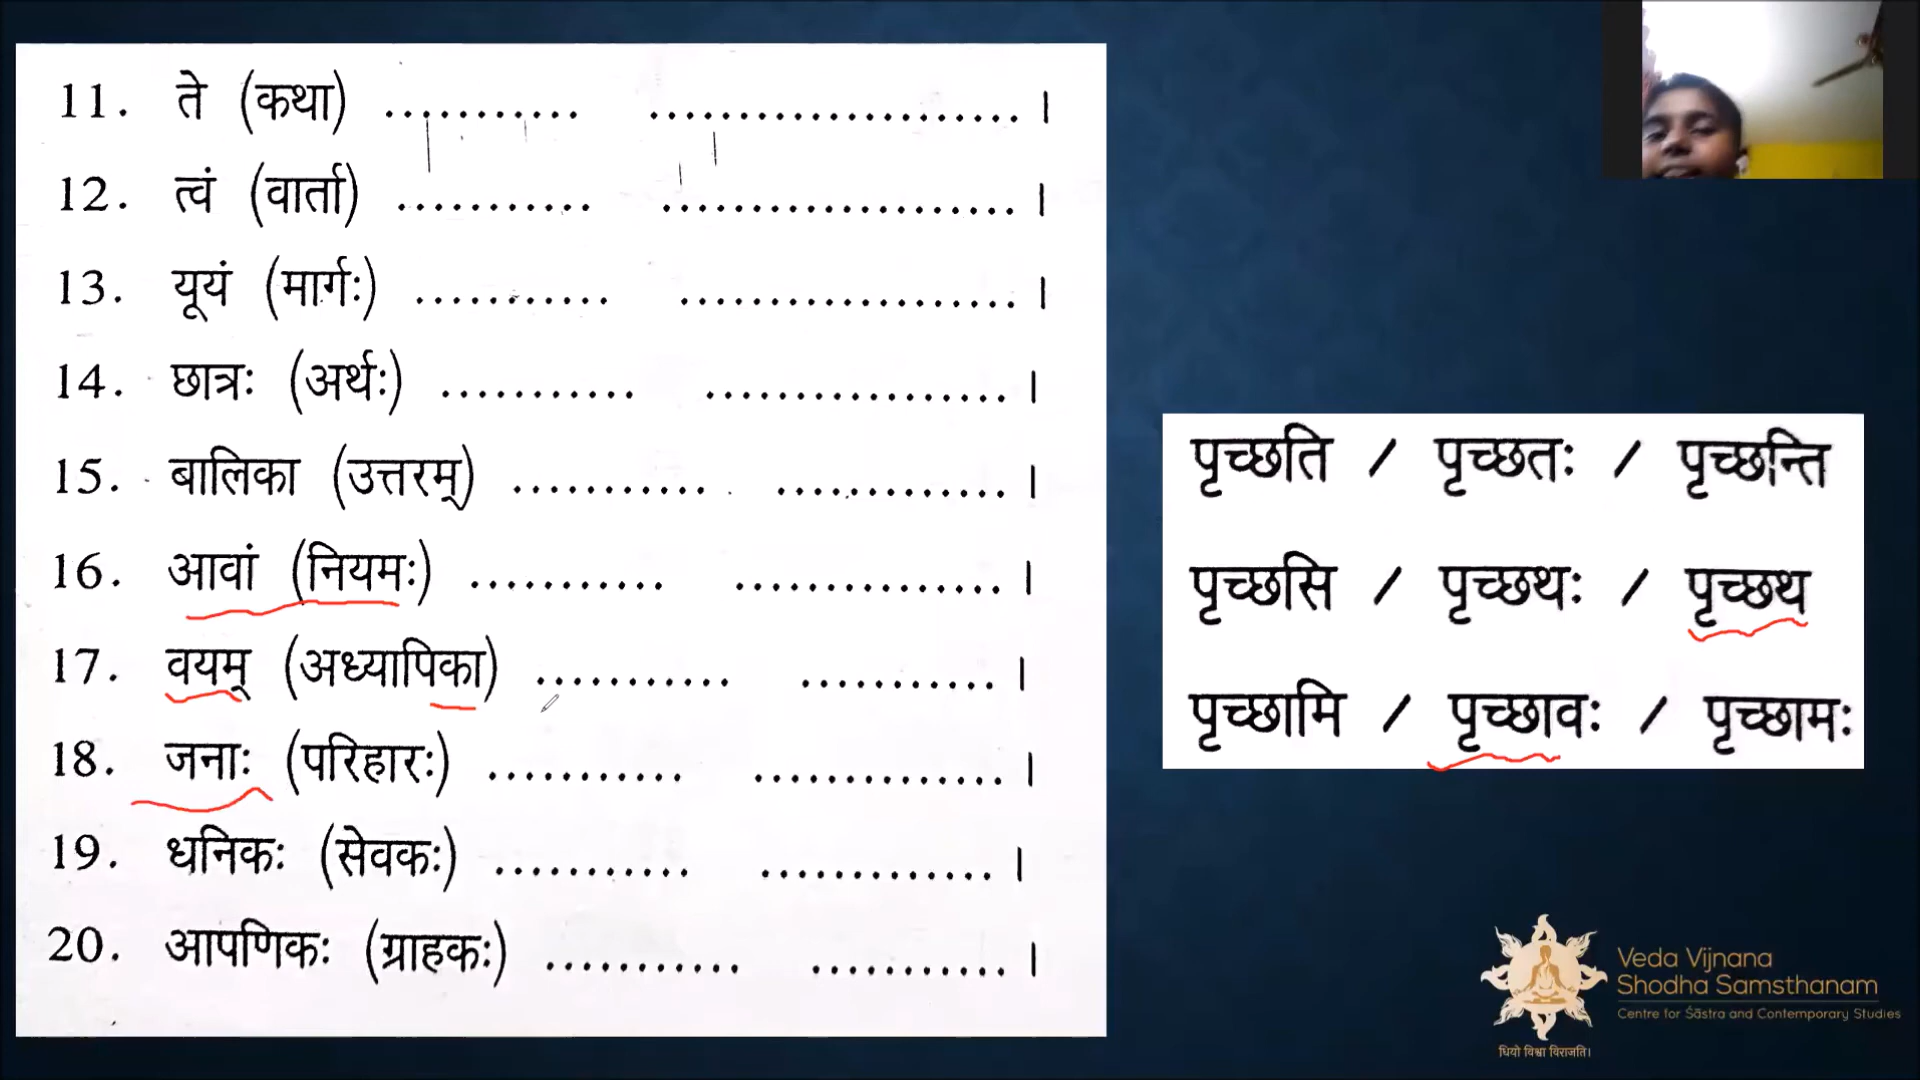 11. ते (कथा) ........... ..................... ।
12. त्वं (वार्ता) ........... .................... ।
13. यूयं (मार्गः) ........... ................... ।
14. छात्रः (अर्थः) ........... ................. ।
15. बालिका (उत्तरम्) ........... ............. ।
16. आवां (नियमः) ........... ............... ।
17. वयम् (अध्यापिका) ........... ........... ।
18. जनाः (परिहारः) ........... .............. ।
19. धनिकः (सेवकः) ........... ............. ।
20. आपणिकः (ग्राहकः) ........... ........... ।
पृच्छति / पृच्छतः / पृच्छन्ति
पृच्छसि / पृच्छथः / पृच्छथ
पृच्छामि / पृच्छावः / पृच्छामः
Veda Vijnana
Shodha Samsthanam
Centre for Śāstra and Contemporary Studies
धियो विश्वा विराजति।